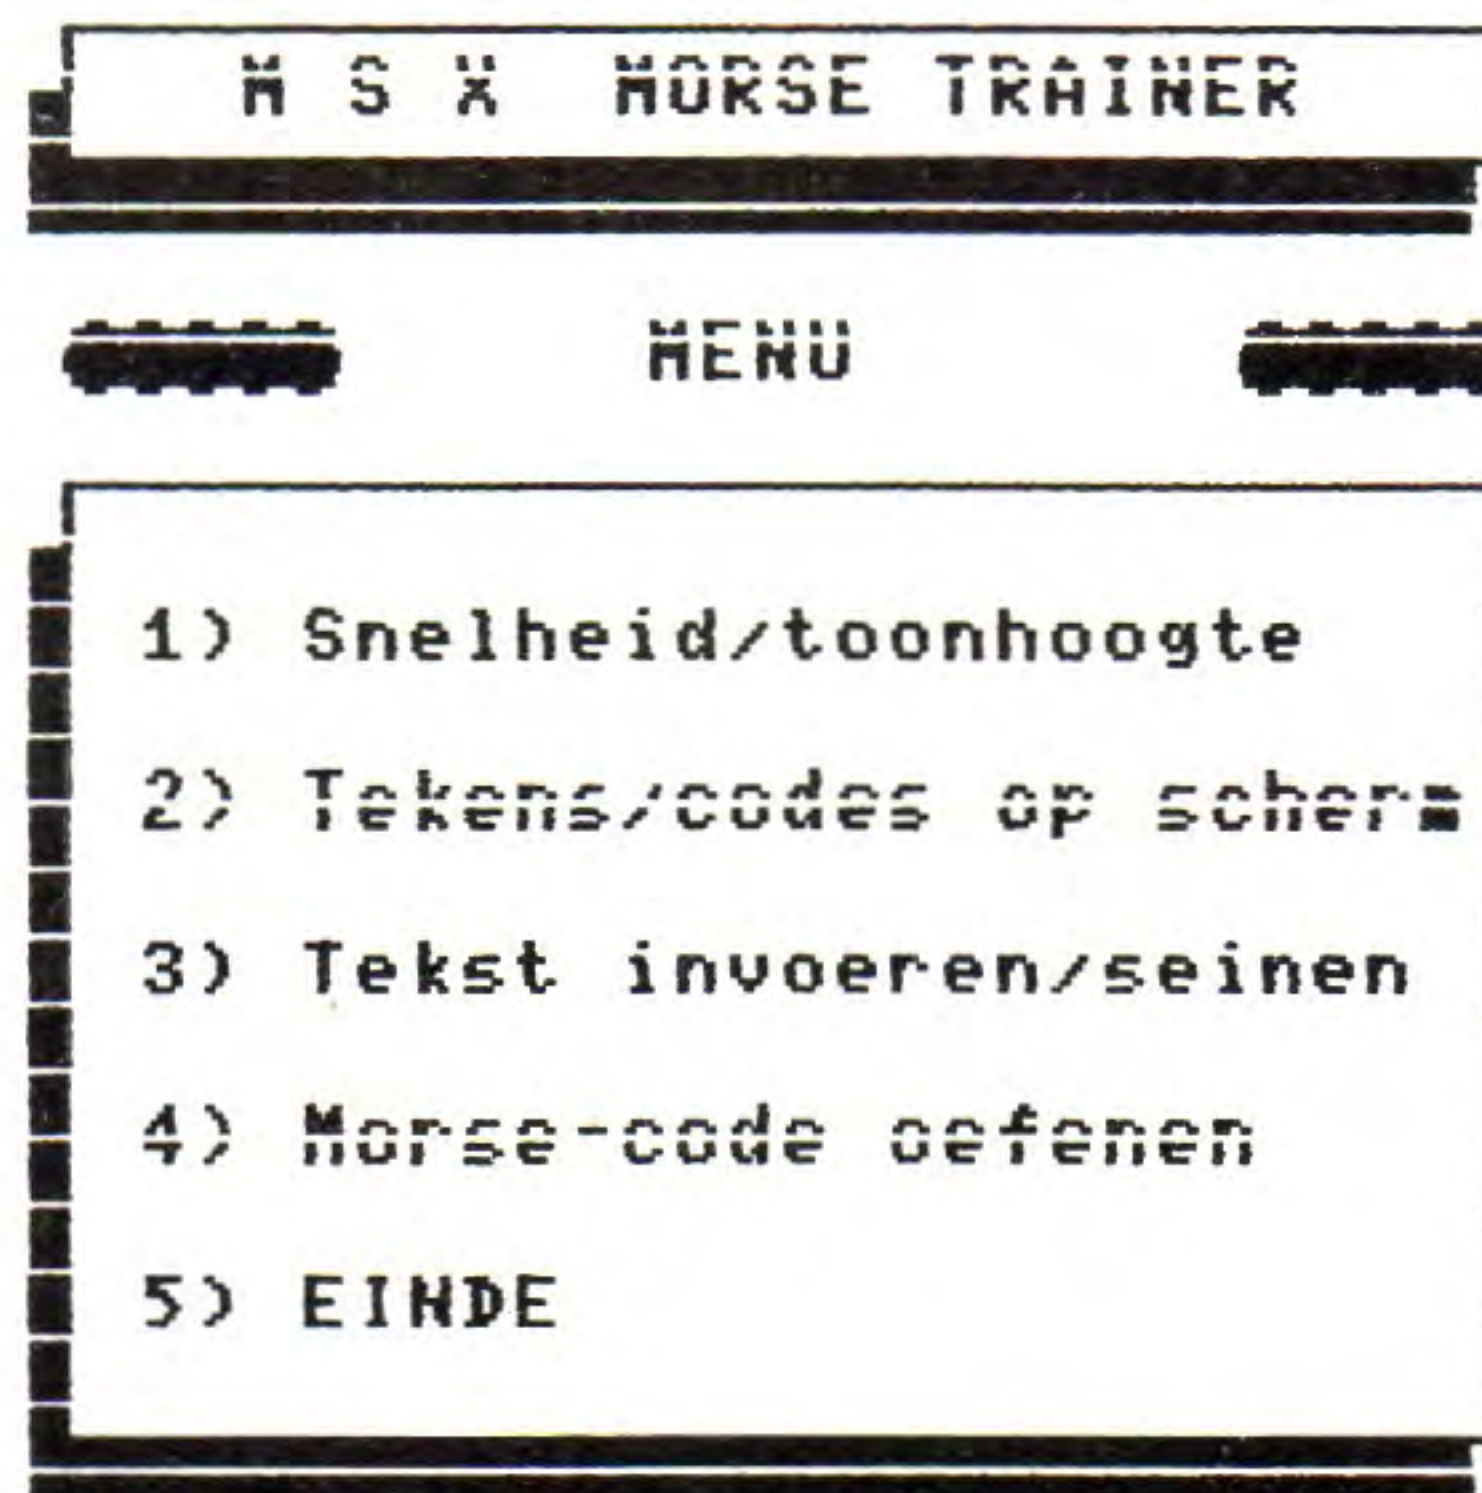 M S X MORSE TRAINER
MENU
1) Snelheid/toonhoogte
2) Tekens/codes op scherm
3) Tekst invoeren/seinen
4) Morse-code oefenen
5) EINDE